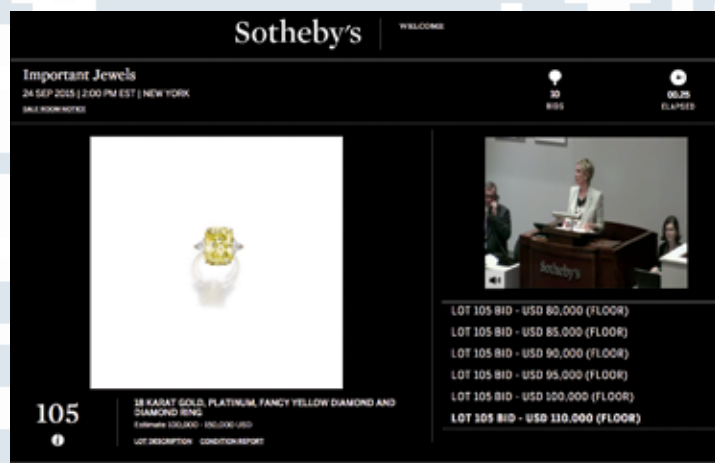 Sotheby's
WELCOME
Important Jewels
24 SEP 2015 | 2:00 PM EST | NEW YORK
SALE ROOM NOTICE
10
BIDS
00:25
ELAPSED
Sotheby's
LOT 105 BID - USD 80,000 (FLOOR)
LOT 105 BID - USD 85,000 (FLOOR)
LOT 105 BID - USD 90,000 (FLOOR)
LOT 105 BID - USD 95,000 (FLOOR)
LOT 105 BID - USD 100,000 (FLOOR)
LOT 105 BID - USD 110,000 (FLOOR)
105
18 KARAT GOLD, PLATINUM, FANCY YELLOW DIAMOND AND
DIAMOND RING
Estimate 100,000 - 150,000 USD
LOT DESCRIPTION CONDITION REPORT